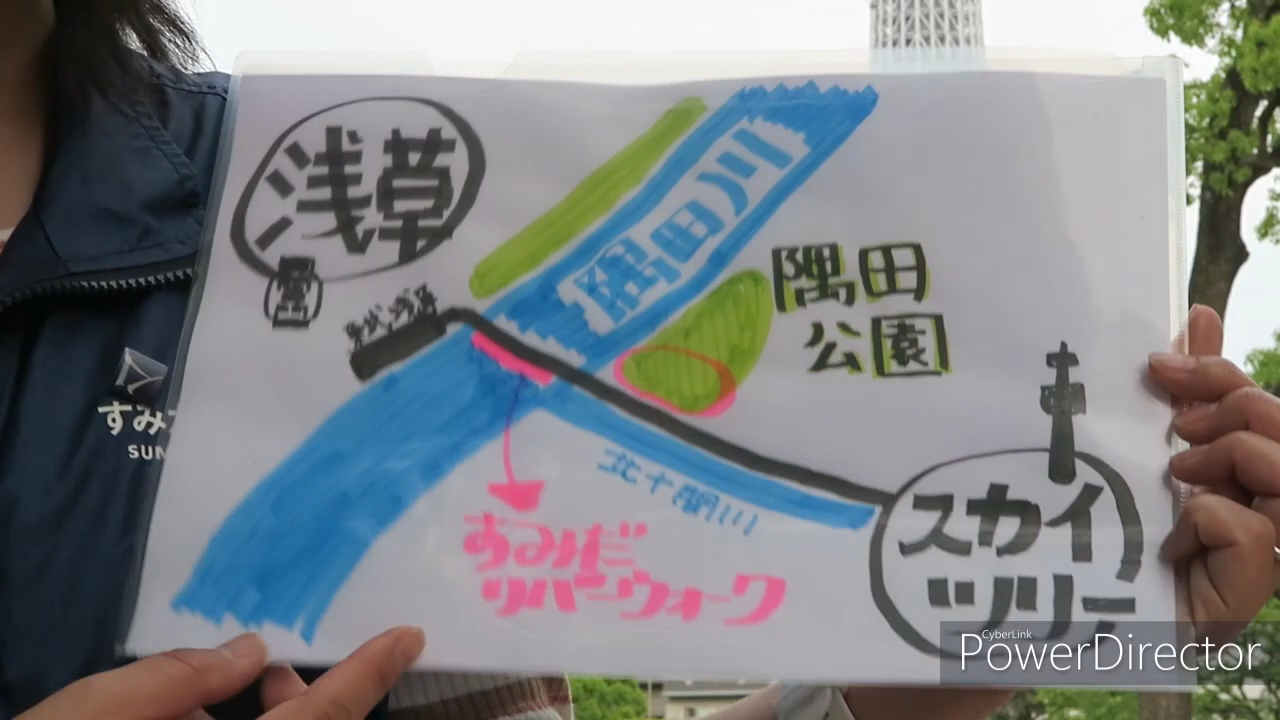 浅草
隅田川
隅田
公園
北十間川
すみだ
リバーウォーク
スカイ
ツリー
すみ
SUN
CyberLink
PowerDirector